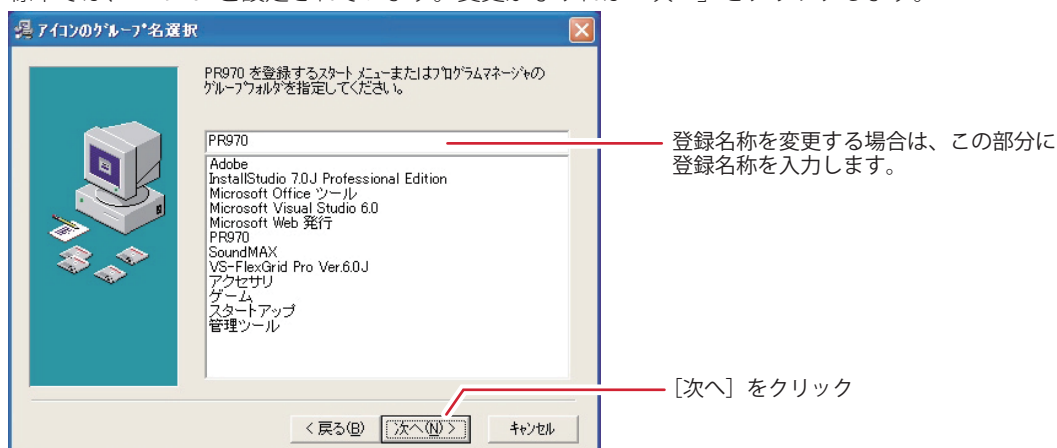 アイコンのグループ名選択
PR970 を登録するスタート メニューまたはプログラムマネージャの
グループフォルダを指定してください。
PR970
登録名称を変更する場合は、この部分に
登録名称を入力します。
Adobe
InstallStudio 7.0J Professional Edition
Microsoft Office ツール
Microsoft Visual Studio 6.0
Microsoft Web 発行
PR970
SoundMAX
VS-FlexGrid Pro Ver.6.0J
アクセサリ
ゲーム
スタートアップ
管理ツール
[次へ] をクリック
< 戻る(B)
次へ(N) >
キャンセル